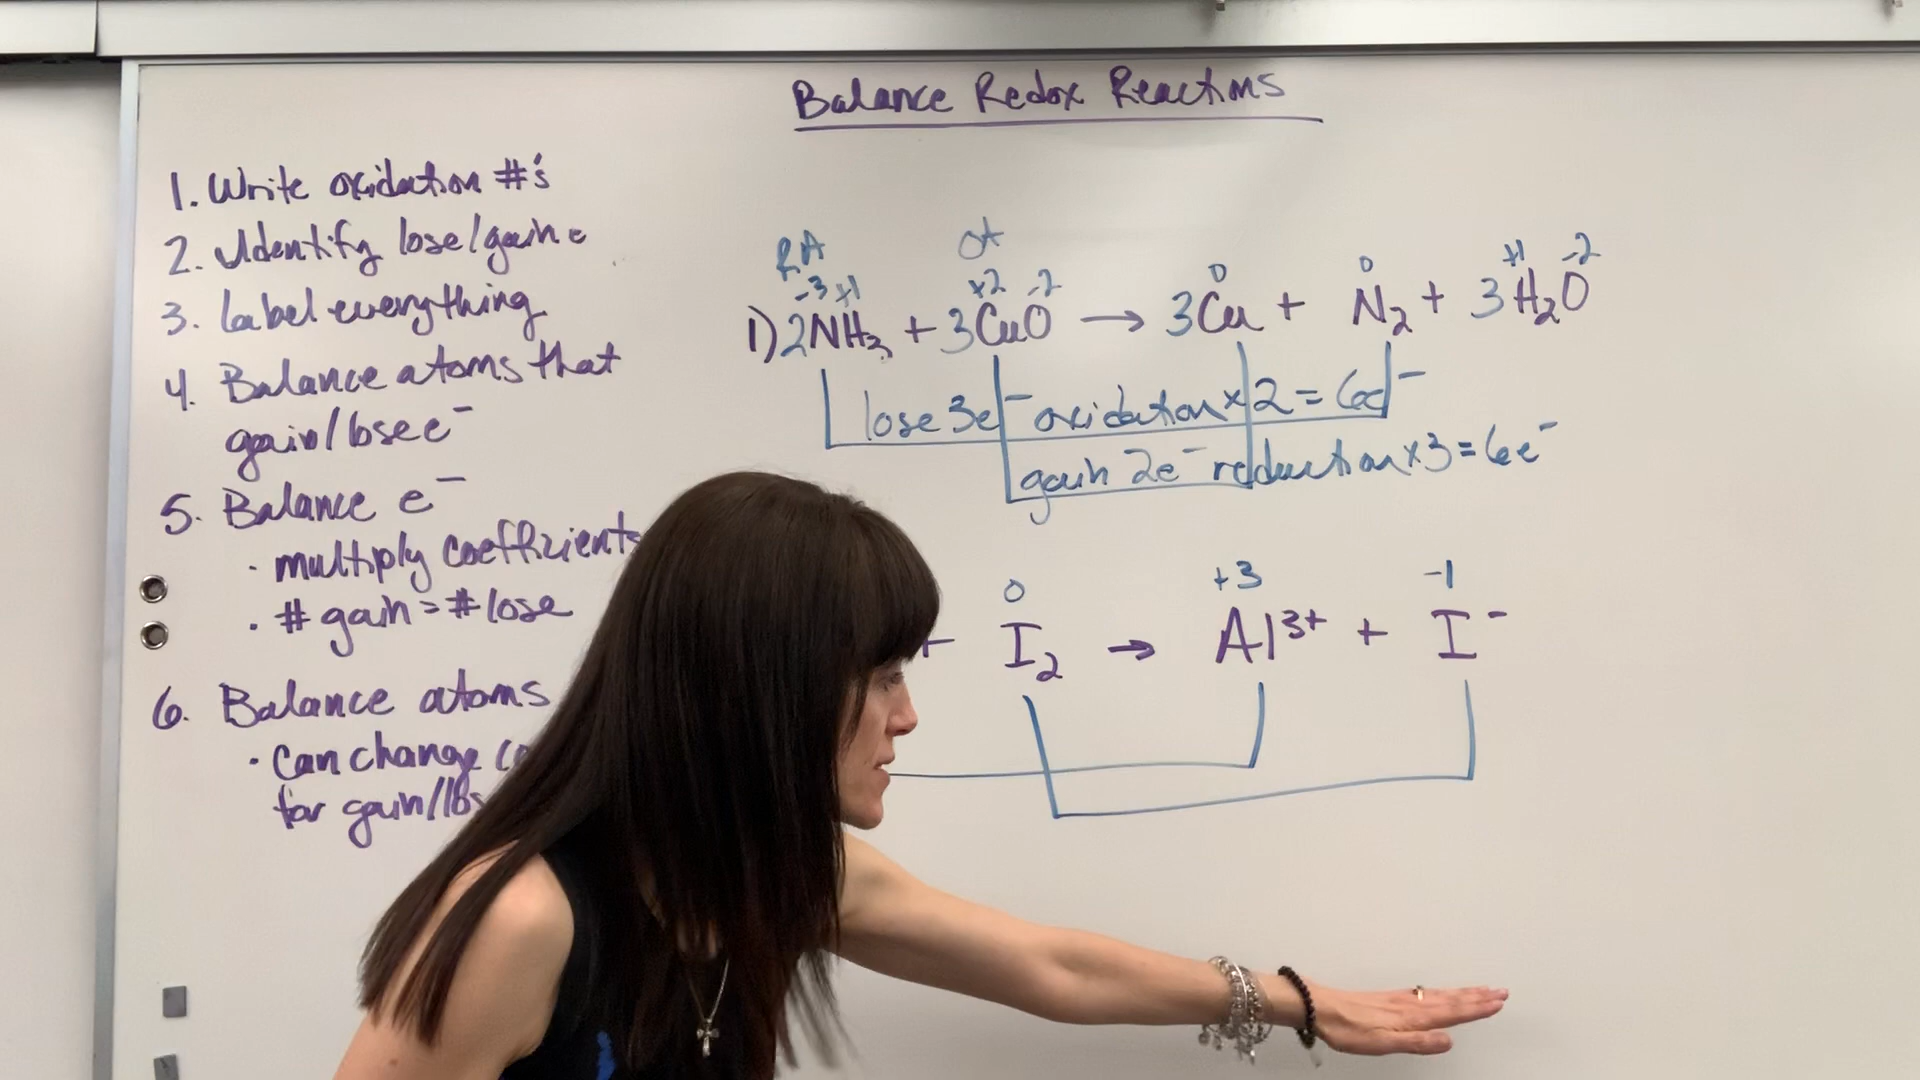 Balance Redox Reactions
1. Write oxidation #'s
2. Identify lose/gain e
3. Label everything
4. Balance atoms that
gain/lose e⁻
5. Balance e⁻
· multiply coefficients
· # gain = # lose
6. Balance atoms
· Can change
for gain/los
RA OA
-3 +1 +2 -2 0 0 +1 -2
1) 2NH₃ + 3CuO → 3Cu + N₂ + 3H₂O
lose 3e⁻ oxidation x 2 = 6e⁻
gain 2e⁻ reduction x 3 = 6e⁻
0 +3 -1
+ I₂ → Al³⁺ + I⁻